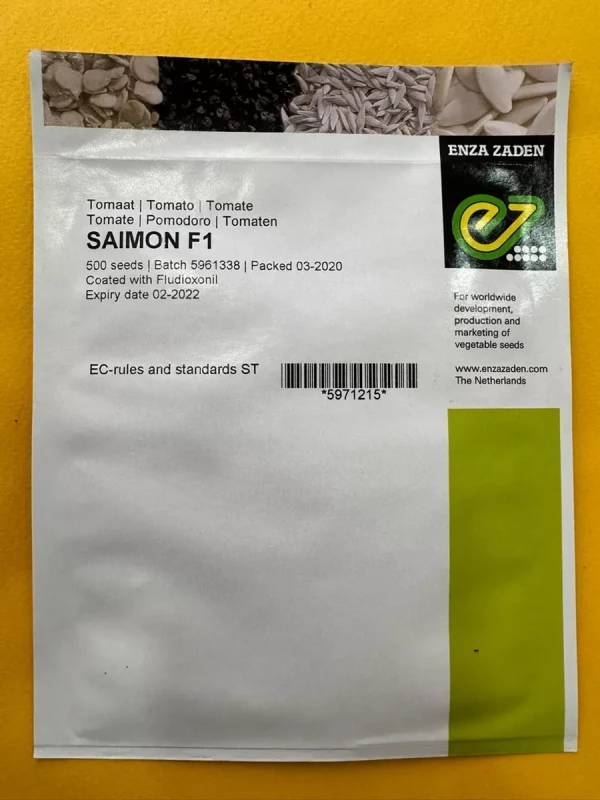 ENZA ZADEN
Tomaat | Tomato | Tomate
Tomate | Pomodoro | Tomaten
SAIMON F1
500 seeds | Batch 5961338 | Packed 03-2020
Coated with Fludioxonil
Expiry date 02-2022
For worldwide
development,
production and
marketing of
vegetable seeds
EC-rules and standards ST
*5971215*
www.enzazaden.com
The Netherlands